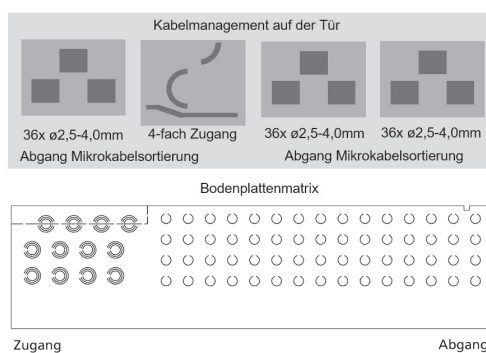 Kabelmanagement auf der Tür
36x ø2,5-4,0mm 4-fach Zugang 36x ø2,5-4,0mm 36x ø2,5-4,0mm
Abgang Mikrokabelsortierung Abgang Mikrokabelsortierung
Bodenplattenmatrix
Zugang Abgang